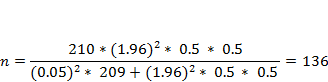 n = \frac{210 * (1.96)^2 * 0.5 * 0.5}{(0.05)^2 * 209 + (1.96)^2 * 0.5 * 0.5} = 136